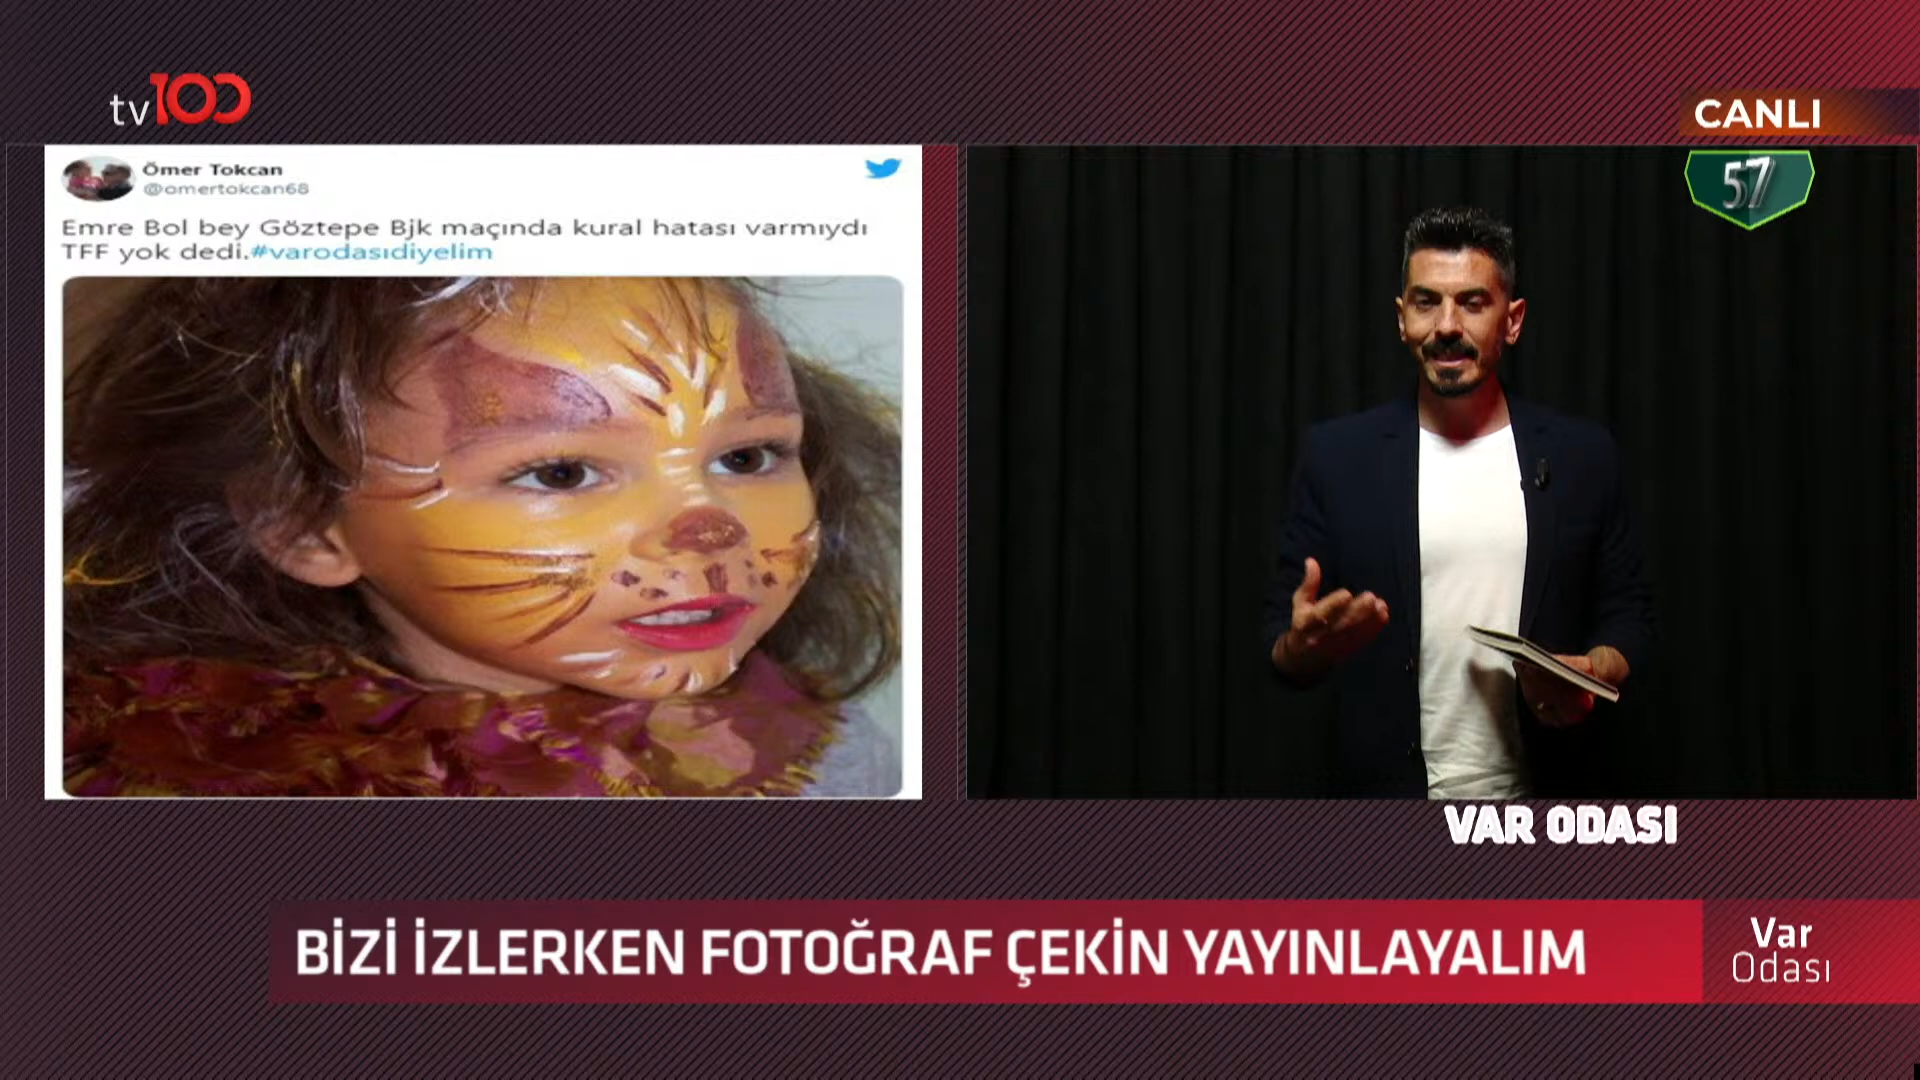 tv100
CANLI
57
Ömer Tokcan
@omertokcan68
Emre Bol bey Göztepe Bjk maçında kural hatası varmıydı
TFF yok dedi.#varodasıdiyelim
VAR ODASI
BİZİ İZLERKEN FOTOĞRAF ÇEKİN YAYINLAYALIM
Var
Odası